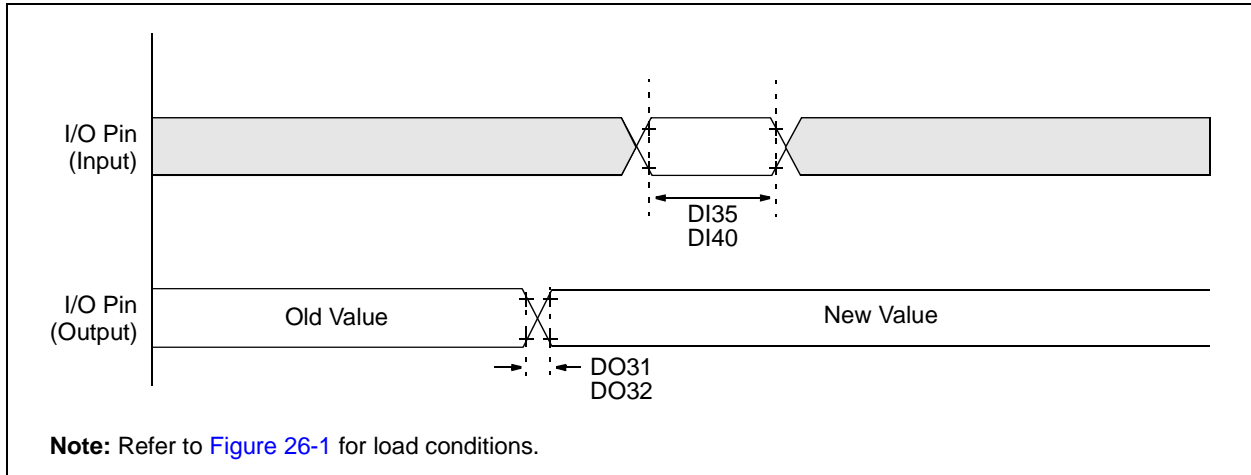 I/O Pin
(Input)
DI35
DI40
I/O Pin
(Output)
Old Value
New Value
DO31
DO32
Note: Refer to Figure 26-1 for load conditions.